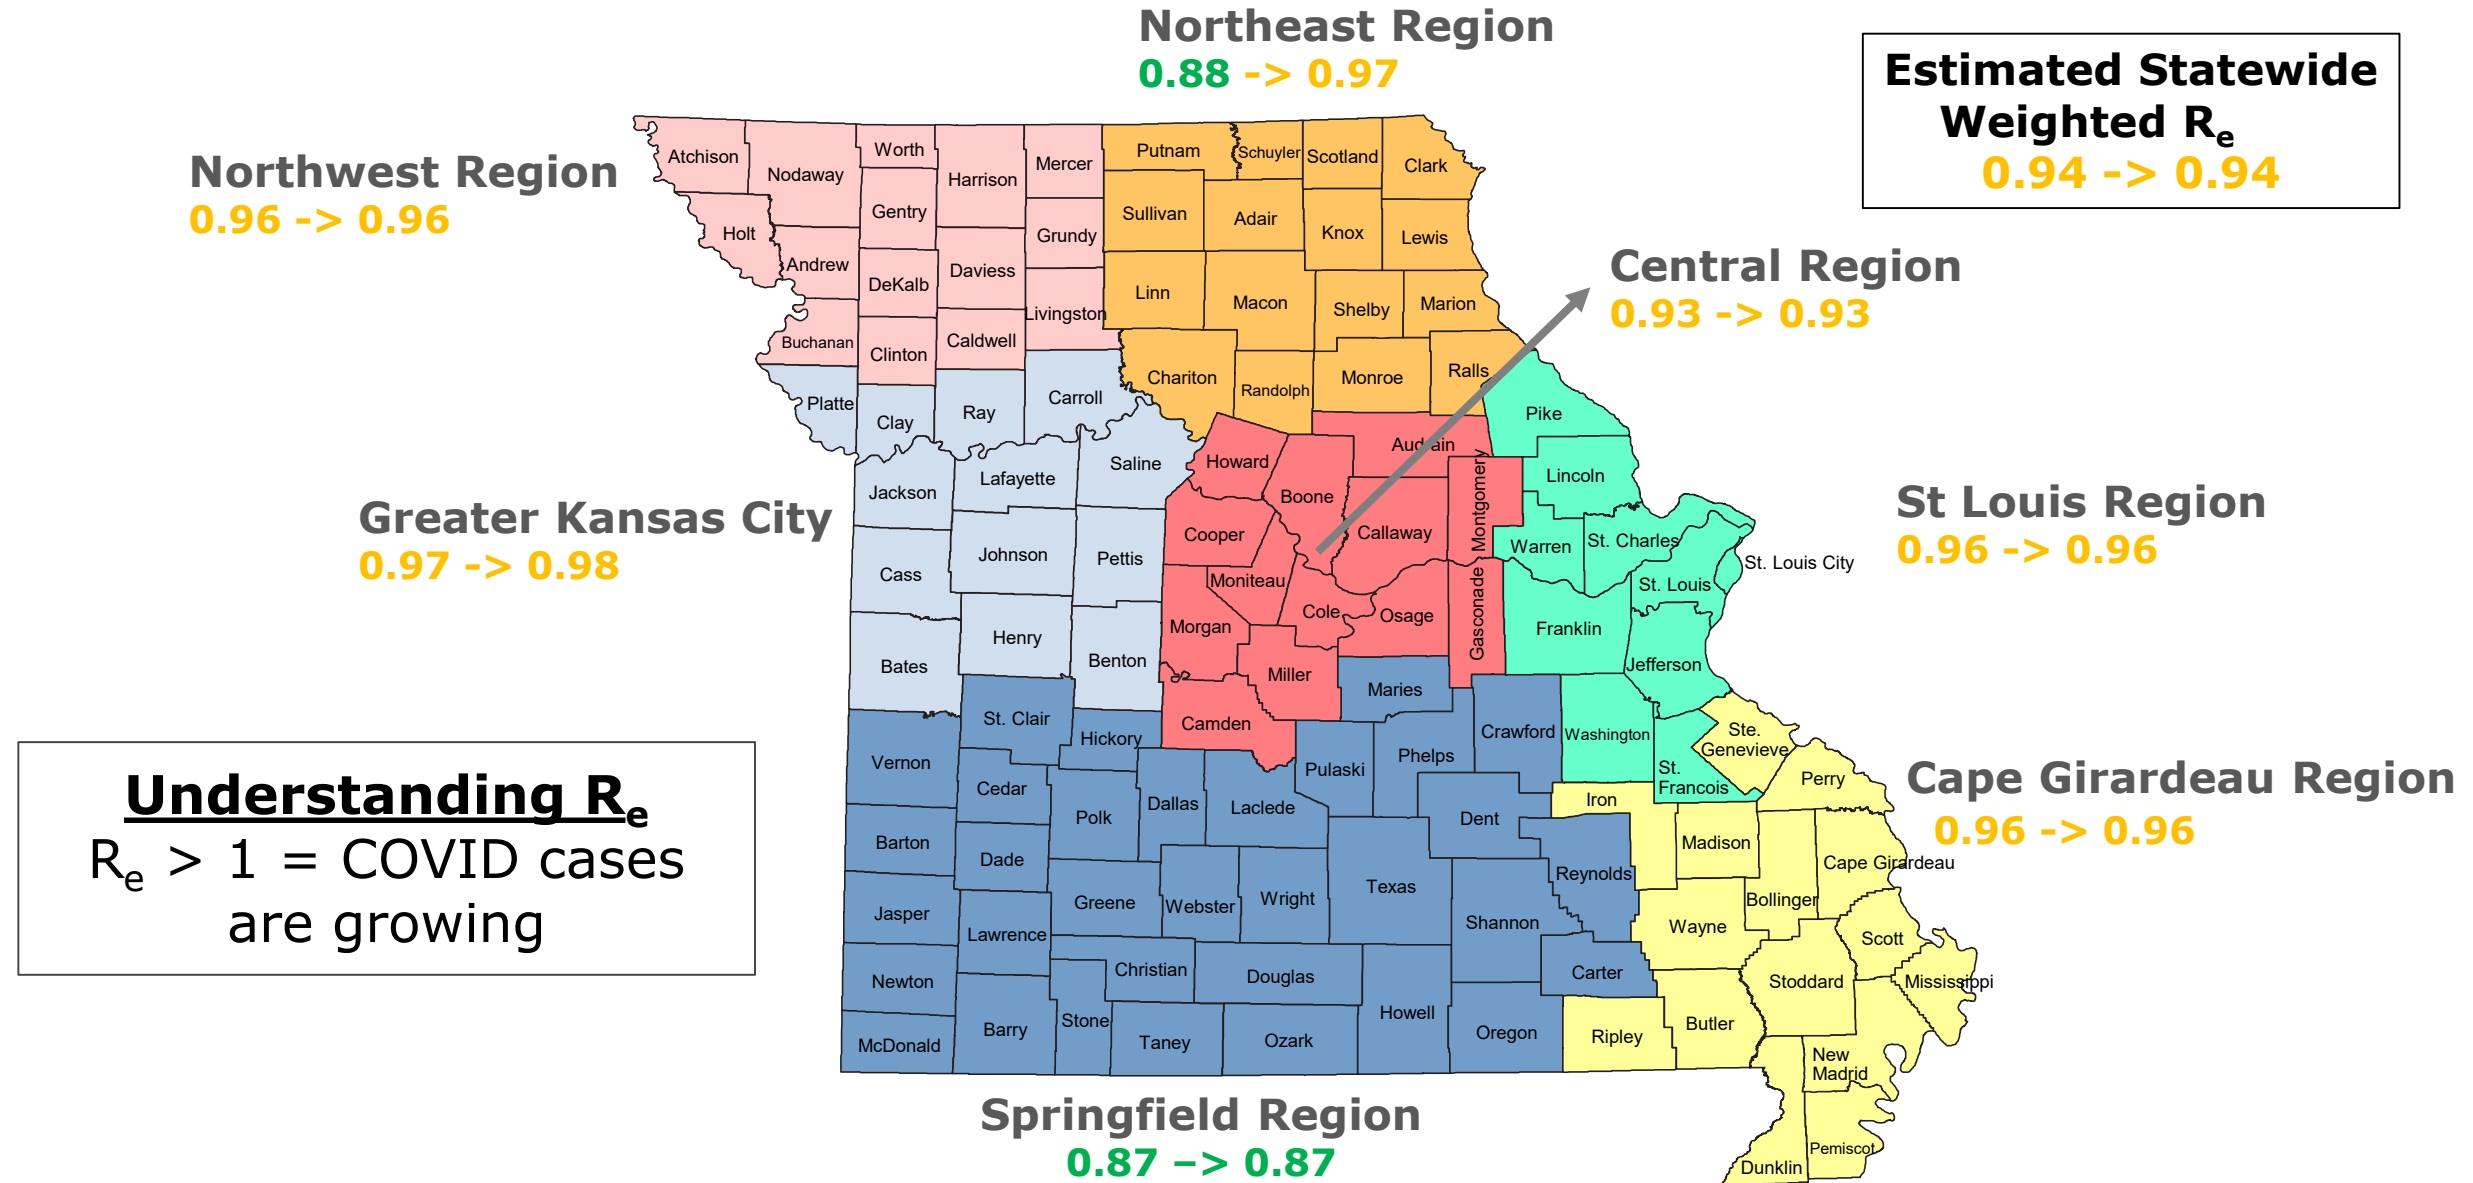 Northeast Region
0.88 -> 0.97
Estimated Statewide
Weighted Re
0.94 -> 0.94
Northwest Region
0.96 -> 0.96
Central Region
0.93 -> 0.93
Greater Kansas City
0.97 -> 0.98
St Louis Region
0.96 -> 0.96
Understanding Re
Re > 1 = COVID cases
are growing
Cape Girardeau Region
0.96 -> 0.96
Springfield Region
0.87 –> 0.87
Atchison
Nodaway
Worth
Harrison
Mercer
Putnam
Schuyler
Scotland
Clark
Holt
Gentry
Grundy
Sullivan
Adair
Knox
Lewis
Andrew
DeKalb
Daviess
Livingston
Linn
Macon
Shelby
Marion
Buchanan
Clinton
Caldwell
Chariton
Randolph
Monroe
Ralls
Platte
Clay
Ray
Carroll
Pike
Saline
Howard
Audrain
Lincoln
Jackson
Lafayette
Boone
Montgomery
Cooper
Callaway
Warren
St. Charles
St. Louis City
Cass
Johnson
Pettis
Moniteau
St. Louis
Henry
Morgan
Cole
Osage
Gasconade
Franklin
Bates
Benton
Miller
Maries
Jefferson
St. Clair
Hickory
Camden
Crawford
Washington
Ste.
Genevieve
Vernon
Cedar
Pulaski
Phelps
St.
Francois
Perry
Polk
Dallas
Laclede
Dent
Iron
Barton
Dade
Madison
Cape Girardeau
Jasper
Greene
Webster
Wright
Texas
Reynolds
Bollinger
Lawrence
Shannon
Wayne
Scott
Newton
Christian
Douglas
Carter
Stoddard
Mississippi
McDonald
Barry
Stone
Taney
Ozark
Howell
Oregon
Ripley
Butler
New
Madrid
Pemiscot
Dunklin